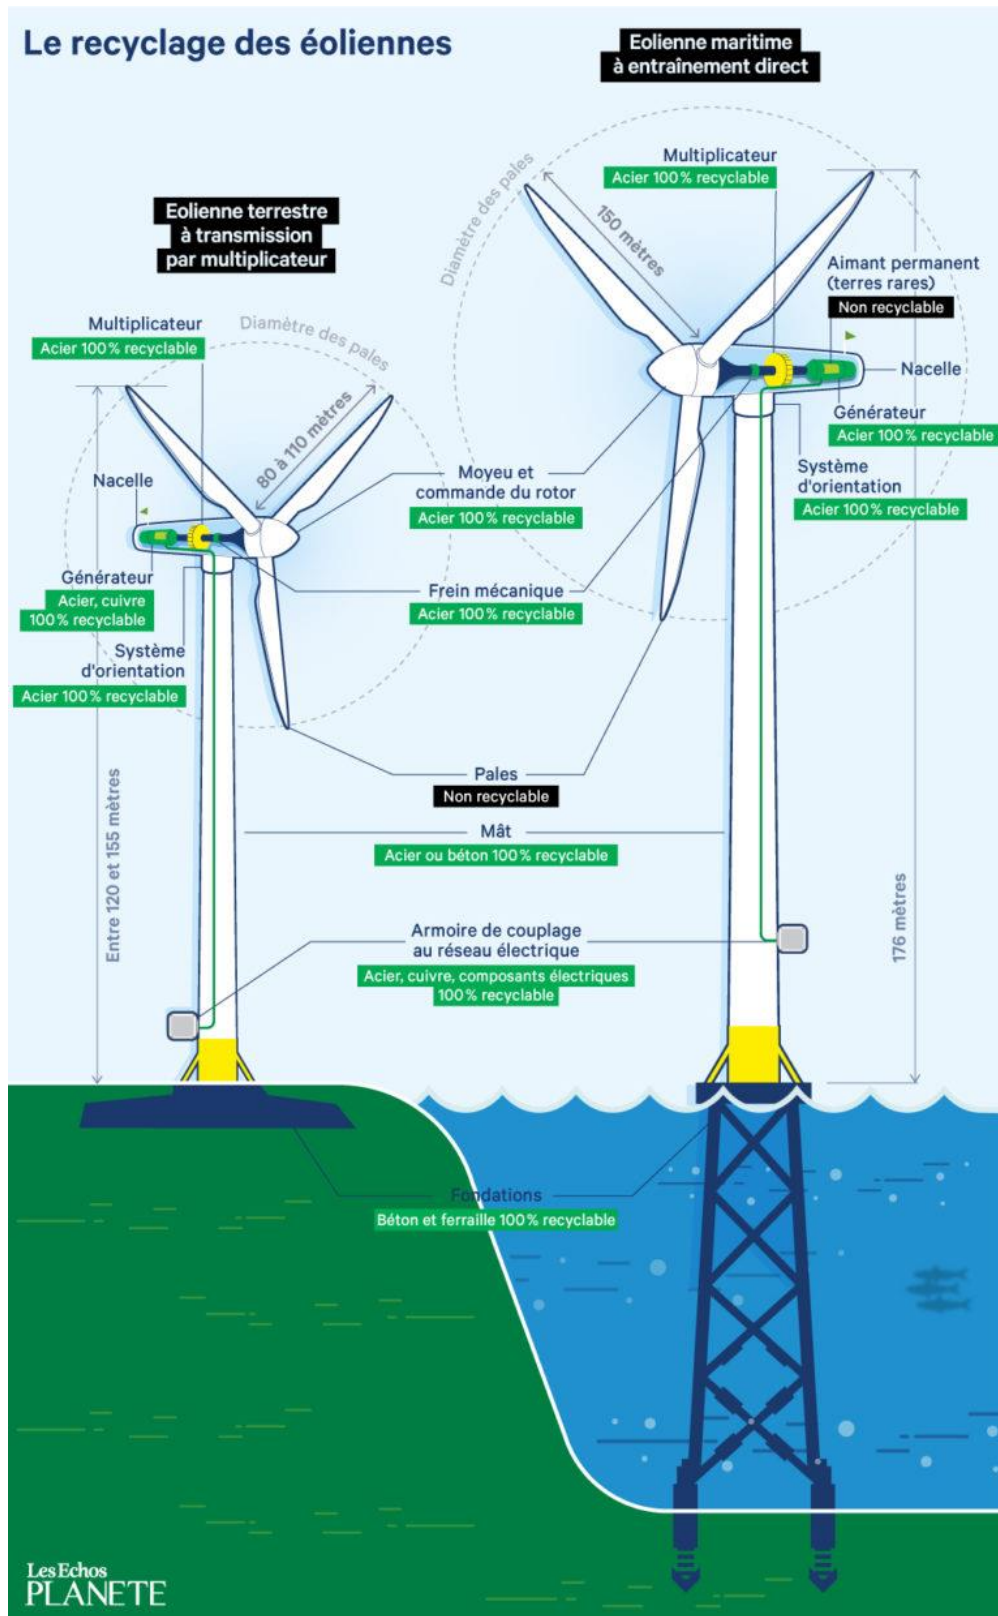 Le recyclage des éoliennes
Eolienne maritime
à entraînement direct
Diamètre des pales
150 mètres
Multiplicateur
Acier 100 % recyclable
Aimant permanent
(terres rares)
Non recyclable
Nacelle
Générateur
Acier 100 % recyclable
Système
d'orientation
Acier 100 % recyclable
176 mètres
Eolienne terrestre
à transmission
par multiplicateur
Multiplicateur
Acier 100 % recyclable
Diamètre des pales
80 à 110 mètres
Nacelle
Générateur
Acier, cuivre
100 % recyclable
Système
d'orientation
Acier 100 % recyclable
Entre 120 et 155 mètres
Moyeu et
commande du rotor
Acier 100 % recyclable
Frein mécanique
Acier 100 % recyclable
Pales
Non recyclable
Mât
Acier ou béton 100 % recyclable
Armoire de couplage
au réseau électrique
Acier, cuivre, composants électriques
100 % recyclable
Fondations
Béton et ferraille 100 % recyclable
Les Echos
PLANETE